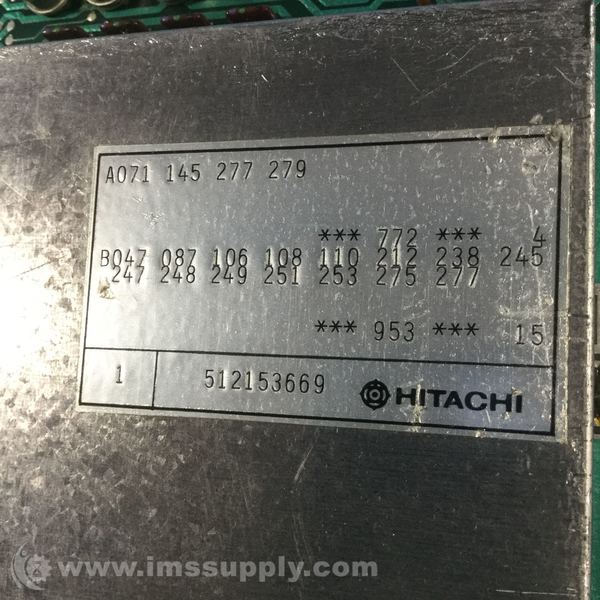 A071 145 277 279
*** 772 *** 4
B047 087 106 108 110 212 238 245
247 248 249 251 253 275 277
*** 953 *** 15
1 512153669 HITACHI
www.imssupply.com